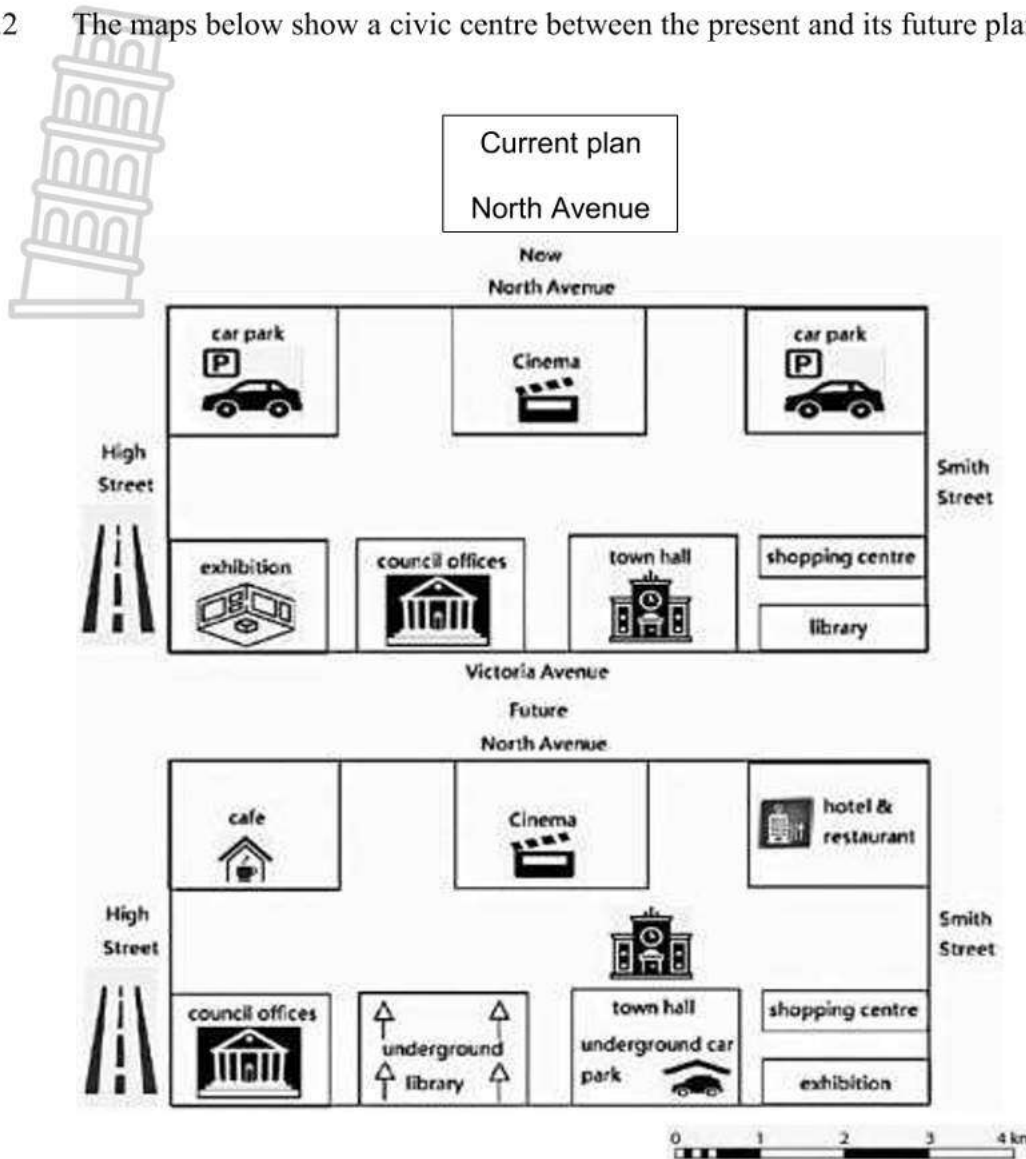 2 The maps below show a civic centre between the present and its future
Current plan
North Avenue
Now
North Avenue
car park
P
Cinema
car park
P
High
Street
Smith
Street
exhibition
council offices
town hall
shopping centre
library
Victoria Avenue
Future
North Avenue
cafe
Cinema
hotel &
restaurant
High
Street
Smith
Street
council offices
underground
library
town hall
underground car
park
shopping centre
exhibition
0 1 2 3 4 km